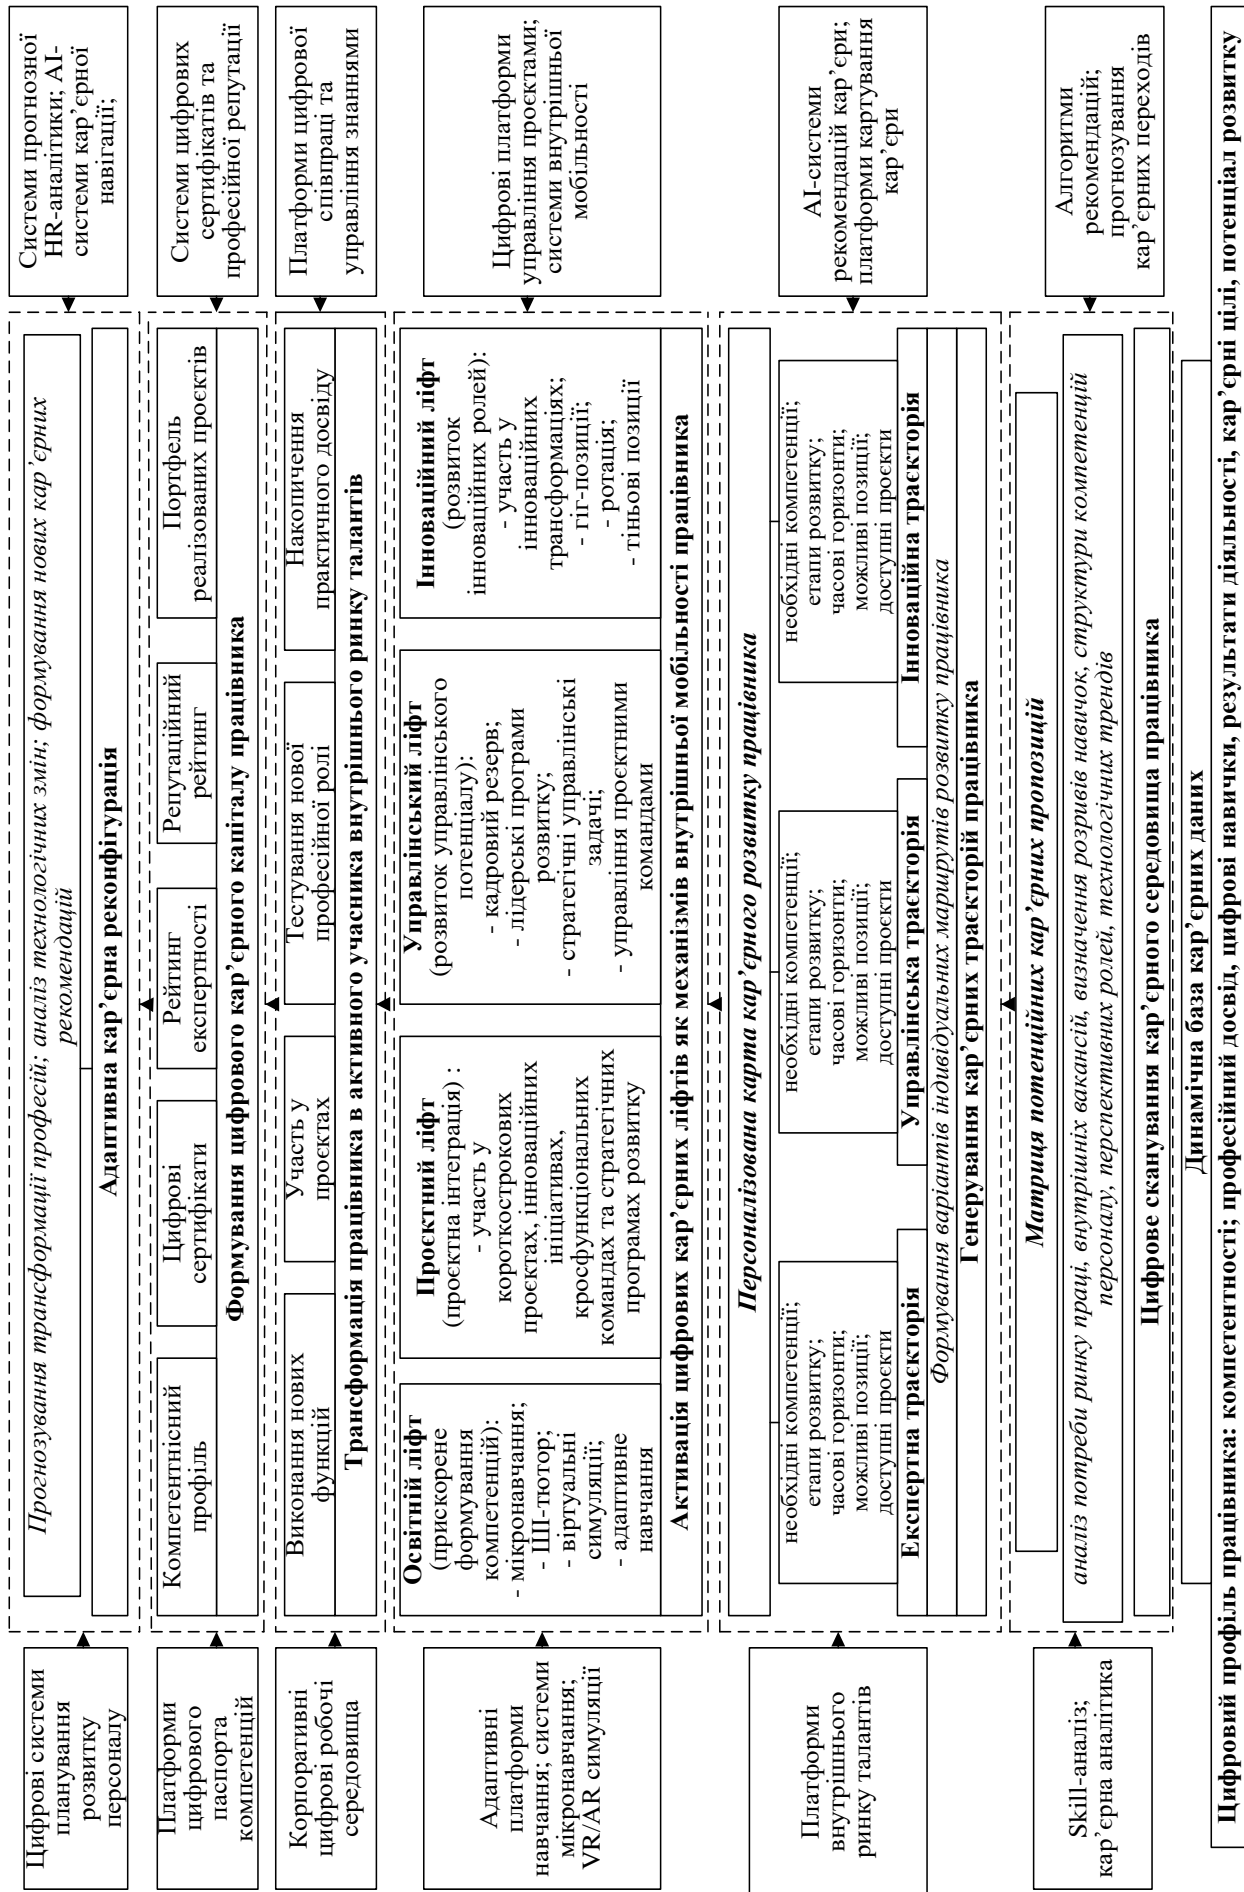 Цифрові системи
планування
розвитку
персоналу
Прогнозування трансформації професій; аналіз технологічних змін; формування нових кар’єрних
рекомендацій
Адаптивна кар’єрна реконфігурація
Системи прогнозної
HR-аналітики; AI-
системи кар’єрної
навігації;
Платформи
цифрового
паспорта
компетенцій
Компетентнісний
профіль
Цифрові
сертифікати
Рейтинг
експертності
Репутаційний
рейтинг
Портфель
реалізованих проєктів
Формування цифрового кар’єрного капіталу працівника
Системи цифрових
сертифікатів та
професійної репутації
Корпоративні
цифрові робочі
середовища
Виконання нових
функцій
Участь у
проєктах
Тестування нової
професійної ролі
Накопичення
практичного досвіду
Трансформація працівника в активного учасника внутрішнього ринку талантів
Платформи цифрової
співпраці та
управління знаннями
Адаптивні
платформи
навчання; системи
мікронавчання;
VR/AR симуляції
Освітній ліфт
(прискорене
формування
компетенцій):
- мікронавчання;
- ШІ-тютор;
- віртуальні
симуляції;
- адаптивне
навчання
Проєктний ліфт
(проєктна інтеграція) :
- участь у
короткострокових
проєктах, інноваційних
ініціативах,
кросфункціональних
командах та стратегічних
програмах розвитку
Управлінський ліфт
(розвиток управлінського
потенціалу):
- кадровий резерв;
- лідерські програми
розвитку;
- стратегічні управлінські
задачі;
- управління проєктними
командами
Інноваційний ліфт
(розвиток
інноваційних ролей):
- участь у
інноваційних
трансформаціях;
- гіг-позиції;
- ротація;
- тіньові позиції
Активація цифрових кар’єрних ліфтів як механізмів внутрішньої мобільності працівника
Цифрові платформи
управління проєктами;
системи внутрішньої
мобільності
Платформи
внутрішнього
ринку талантів
Персоналізована карта кар’єрного розвитку працівника
необхідні компетенції;
етапи розвитку;
часові горизонти;
можливі позиції;
доступні проєкти
Експертна траєкторія
необхідні компетенції;
етапи розвитку;
часові горизонти;
можливі позиції;
доступні проєкти
Управлінська траєкторія
необхідні компетенції;
етапи розвитку;
часові горизонти;
можливі позиції;
доступні проєкти
Інноваційна траєкторія
Формування варіантів індивідуальних маршрутів розвитку працівника
Генерування кар’єрних траєкторій працівника
AI-системи
рекомендацій кар’єри;
платформи картування
кар’єри
Skill-аналіз;
кар’єрна аналітика
Матриця потенційних кар’єрних пропозицій
аналіз потреби ринку праці, внутрішніх вакансій, визначення розривів навичок, структури компетенцій
персоналу, перспективних ролей, технологічних трендів
Цифрове сканування кар’єрного середовища працівника
Алгоритми
рекомендацій;
прогнозування
кар’єрних переходів
Динамічна база кар’єрних даних
Цифровий профіль працівника: компетентності; професійний досвід, цифрові навички, результати діяльності, кар’єрні цілі, потенціал розвитку